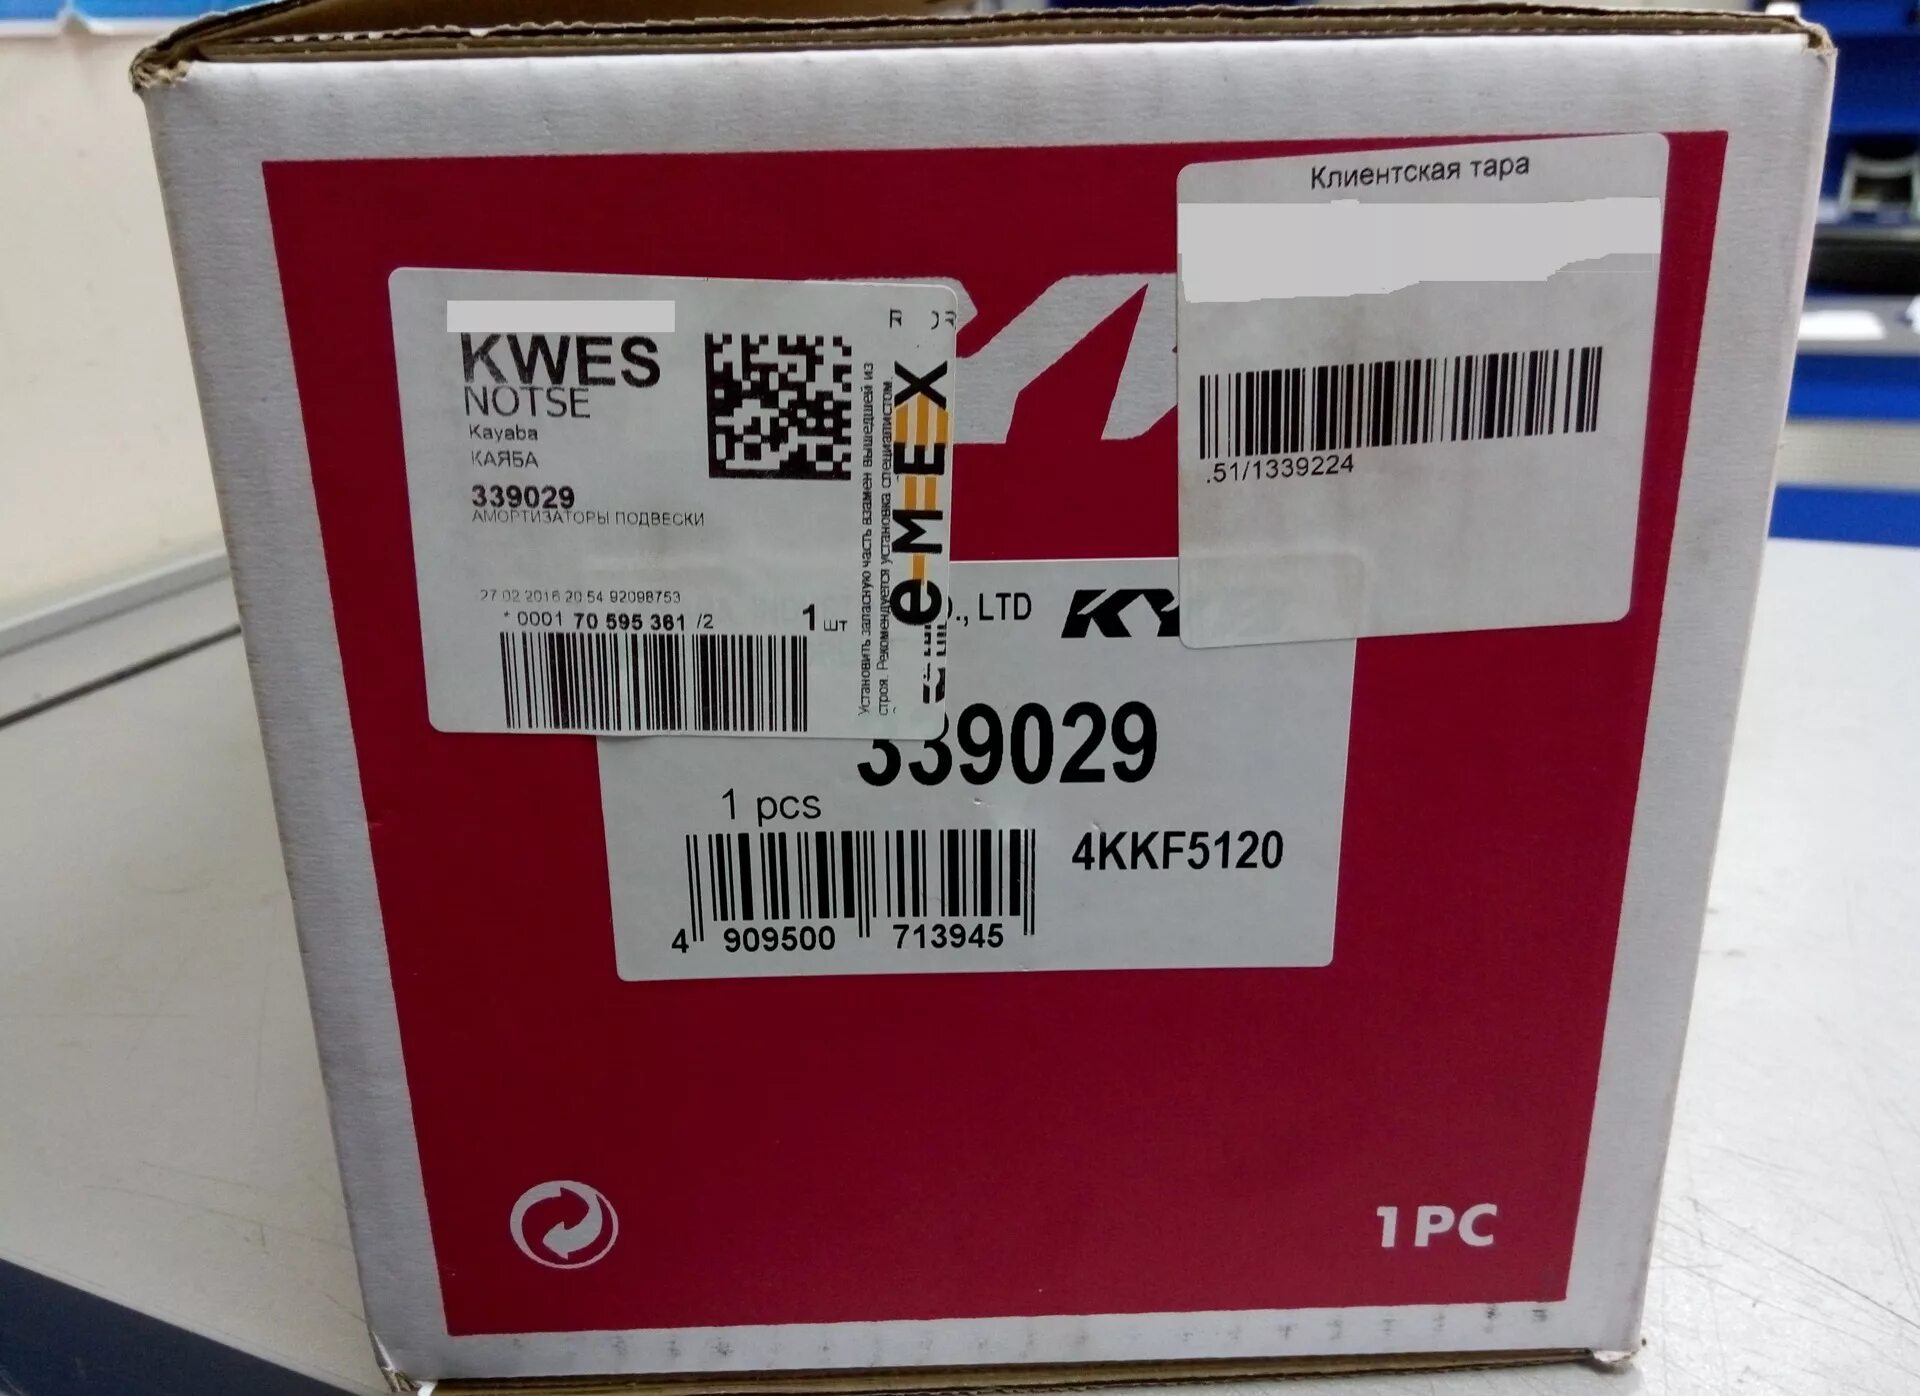 Клиентская тара
.51/1339224
KWES
NOTSE
Kayaba
КАЯБА
339029
АМОРТИЗАТОРЫ ПОДВЕСКИ
27.02.2016 20:54 92098753
* 0001 70 595 361 /2
1 шт
Установить запасную часть взамен вышедшей из
строя. Рекомендуется установка специалистом.
e-MEX
., LTD
KY
339029
1 pcs
4KKF5120
4 909500 713945
1PC